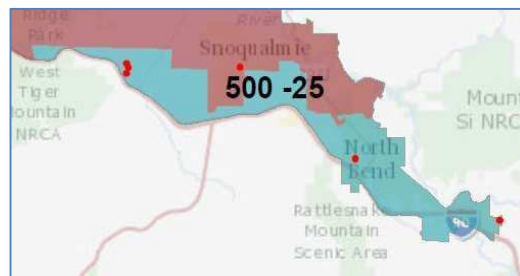 Ridge
Park
River
Snoqualmie
West
Tiger
Mountain
NRCA
500 -25
Mount
Si NRC
North
Bend
Rattlesnake
Mountain
Scenic Area
90